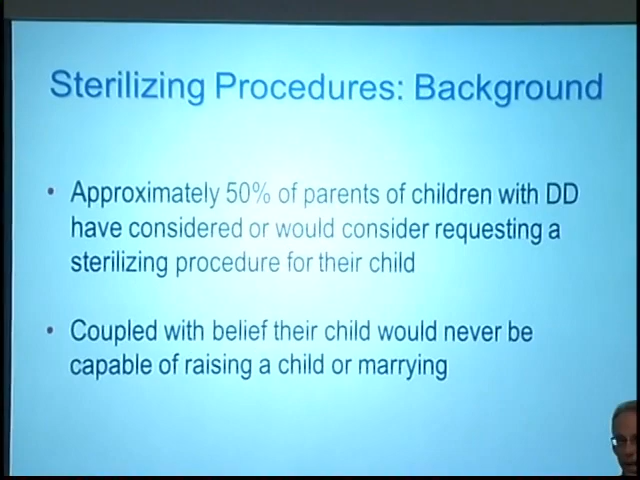 Sterilizing Procedures: Background
• Approximately 50% of parents of children with DD
have considered or would consider requesting a
sterilizing procedure for their child
• Coupled with belief their child would never be
capable of raising a child or marrying